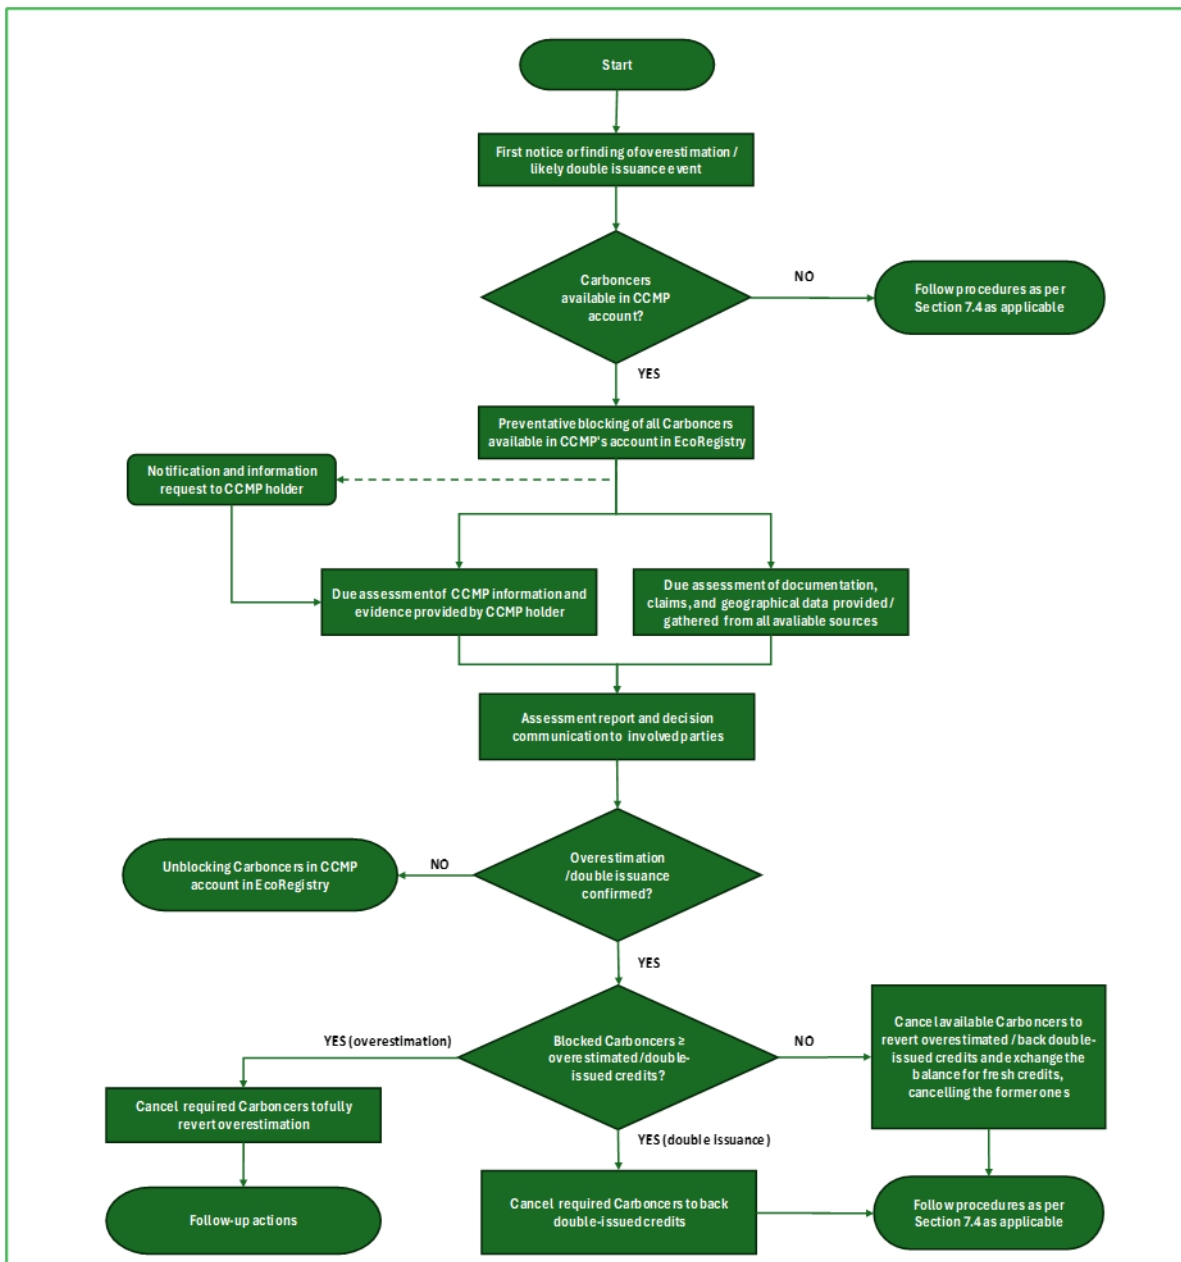 Start
First notice or finding of overestimation /
likely double issuance event
Carboncers
available in CCMP
account?
NO
Follow procedures as per
Section 7.4 as applicable
YES
Preventative blocking of all Carboncers
available in CCMP's account in EcoRegistry
Notification and information
request to CCMP holder
Due assessment of CCMP information and
evidence provided by CCMP holder
Due assessment of documentation,
claims, and geographical data provided /
gathered from all avaliable sources
Assessment report and decision
communication to involved parties
Overestimation
/double issuance
confirmed?
NO
Unblocking Carboncers in CCMP
account in EcoRegistry
YES
Blocked Carboncers ≥
overestimated /double-
issued credits?
YES (overestimation)
NO
Cancel available Carboncers to
revert overestimated / back double-
issued credits and exchange the
balance for fresh credits,
cancelling the former ones
Cancel required Carboncers to fully
revert overestimation
YES (double issuance)
Follow-up actions
Cancel required Carboncers to back
double-issued credits
Follow procedures as per
Section 7.4 as applicable